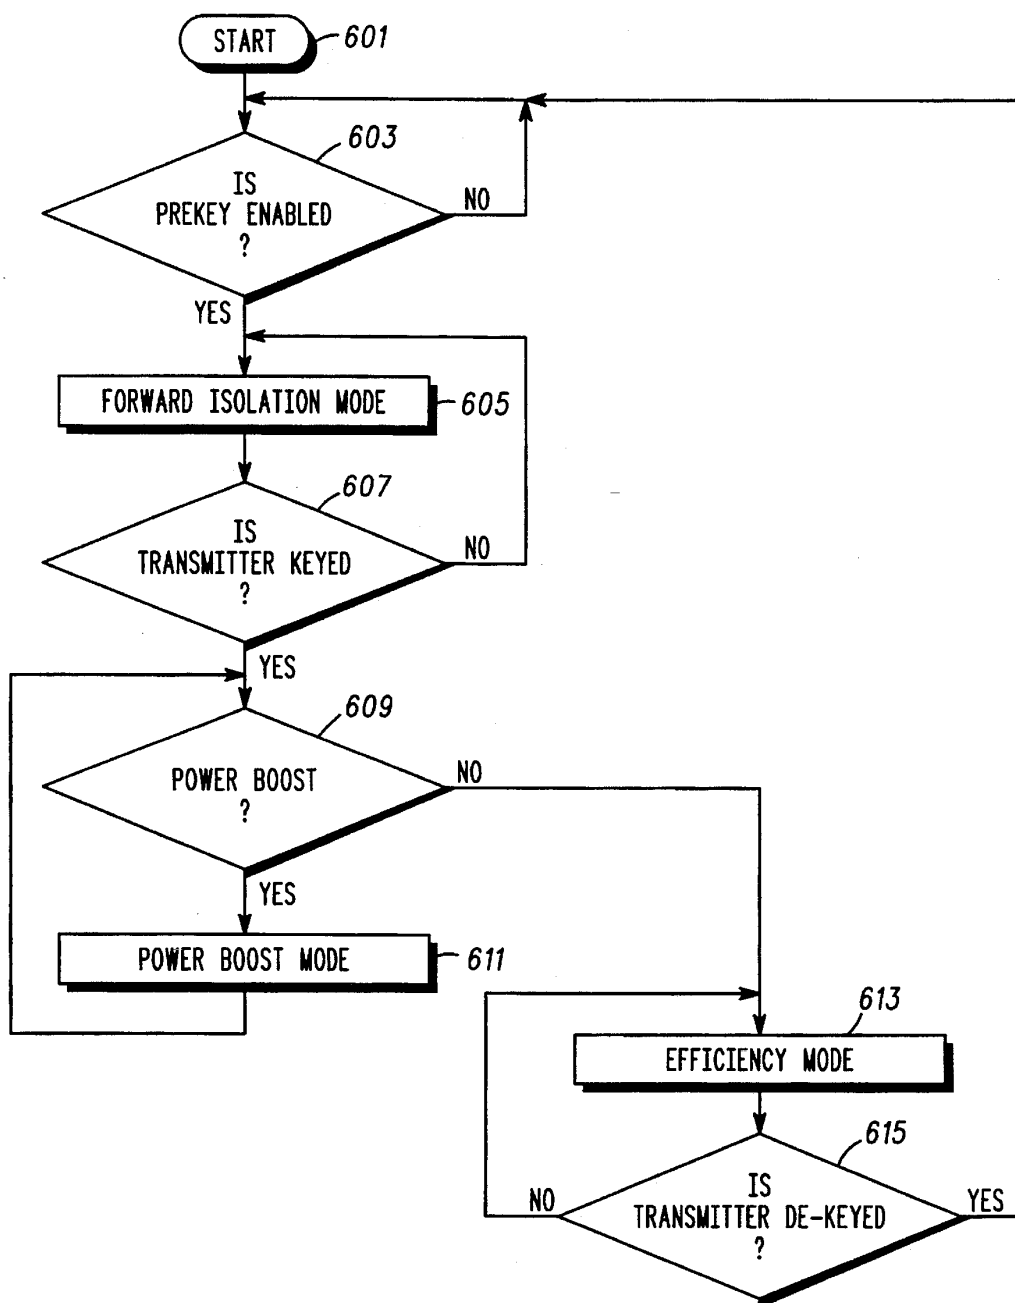 START
601
603
IS
PREKEY ENABLED
?
NO
YES
FORWARD ISOLATION MODE
605
607
IS
TRANSMITTER KEYED
?
NO
YES
609
POWER BOOST
?
NO
YES
POWER BOOST MODE
611
613
EFFICIENCY MODE
615
IS
TRANSMITTER DE-KEYED
?
NO
YES